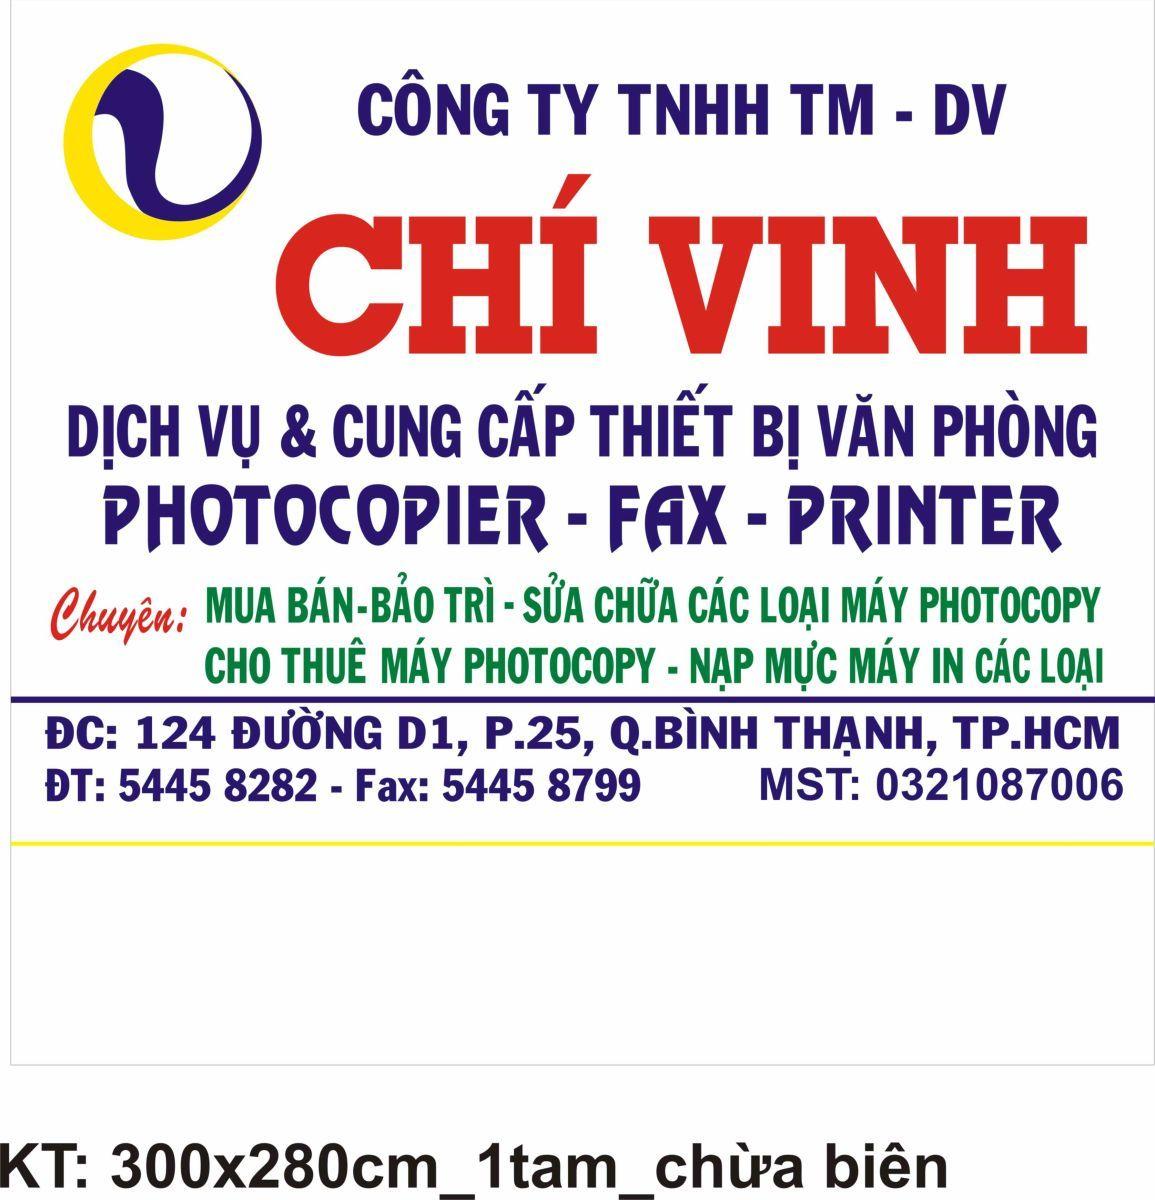 CÔNG TY TNHH TM - DV
CHÍ VINH
DỊCH VỤ & CUNG CẤP THIẾT BỊ VĂN PHÒNG
PHOTOCOPIER - FAX - PRINTER
Chuyên: MUA BÁN-BẢO TRÌ - SỬA CHỮA CÁC LOẠI MÁY PHOTOCOPY
CHO THUÊ MÁY PHOTOCOPY - NẠP MỰC MÁY IN CÁC LOẠI
ĐC: 124 ĐƯỜNG D1, P.25, Q.BÌNH THẠNH, TP.HCM
ĐT: 5445 8282 - Fax: 5445 8799 MST: 0321087006
KT: 300x280cm_1tam_chừa biên